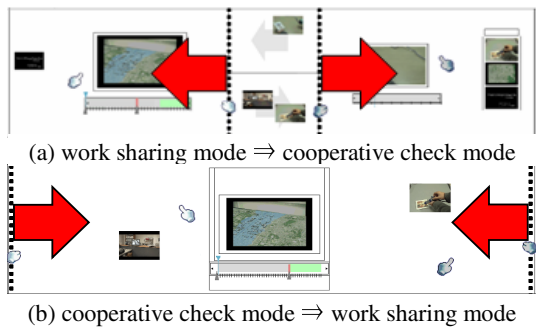 (a) work sharing mode ⇒ cooperative check mode
(b) cooperative check mode ⇒ work sharing mode